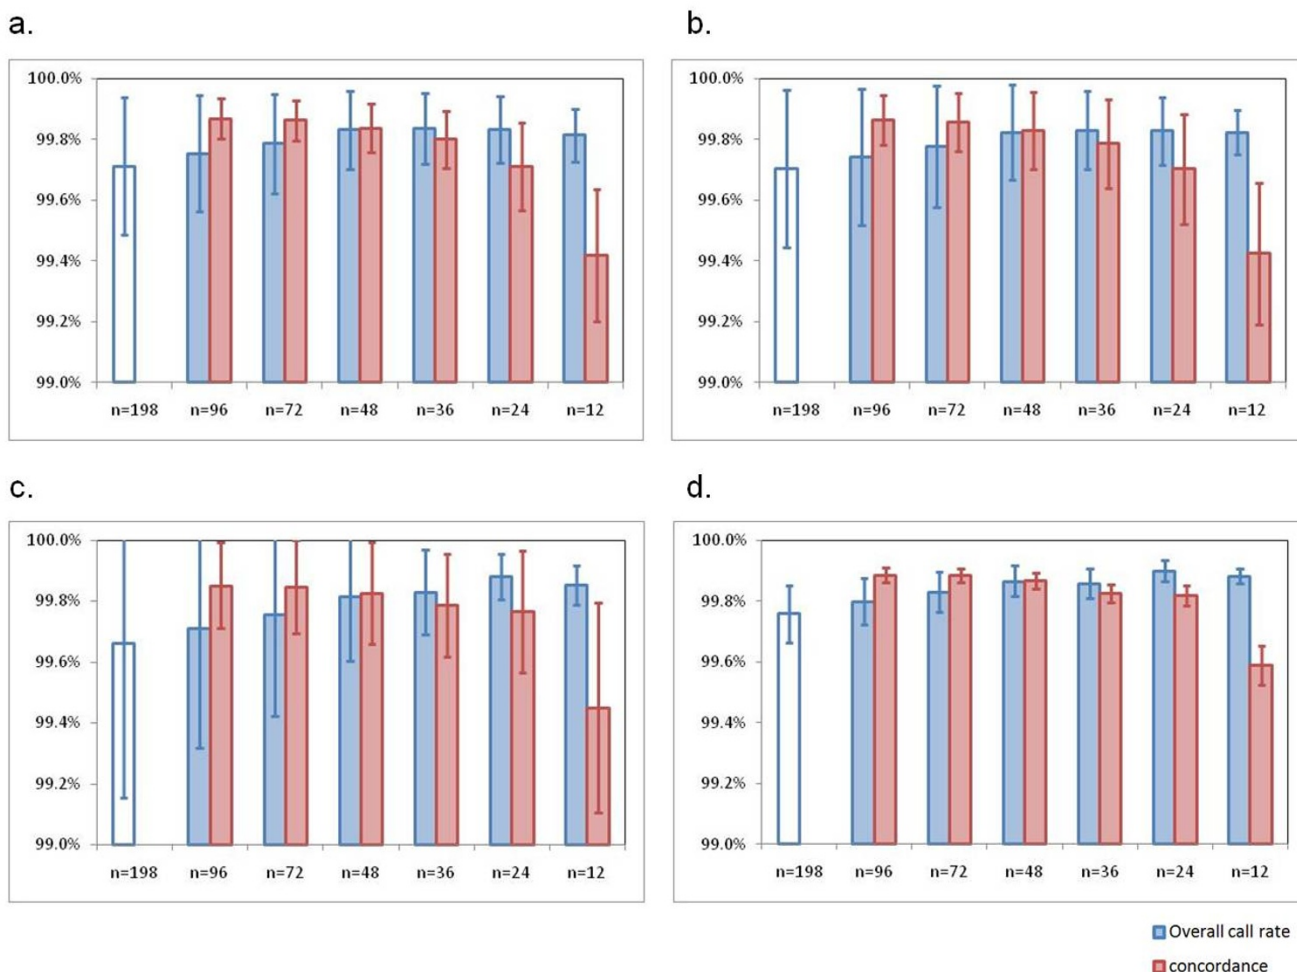 a.
100.0%
99.8%
99.6%
99.4%
99.2%
99.0%
n=198 n=96 n=72 n=48 n=36 n=24 n=12
b.
100.0%
99.8%
99.6%
99.4%
99.2%
99.0%
n=198 n=96 n=72 n=48 n=36 n=24 n=12
c.
100.0%
99.8%
99.6%
99.4%
99.2%
99.0%
n=198 n=96 n=72 n=48 n=36 n=24 n=12
d.
100.0%
99.8%
99.6%
99.4%
99.2%
99.0%
n=198 n=96 n=72 n=48 n=36 n=24 n=12
Overall call rate
concordance